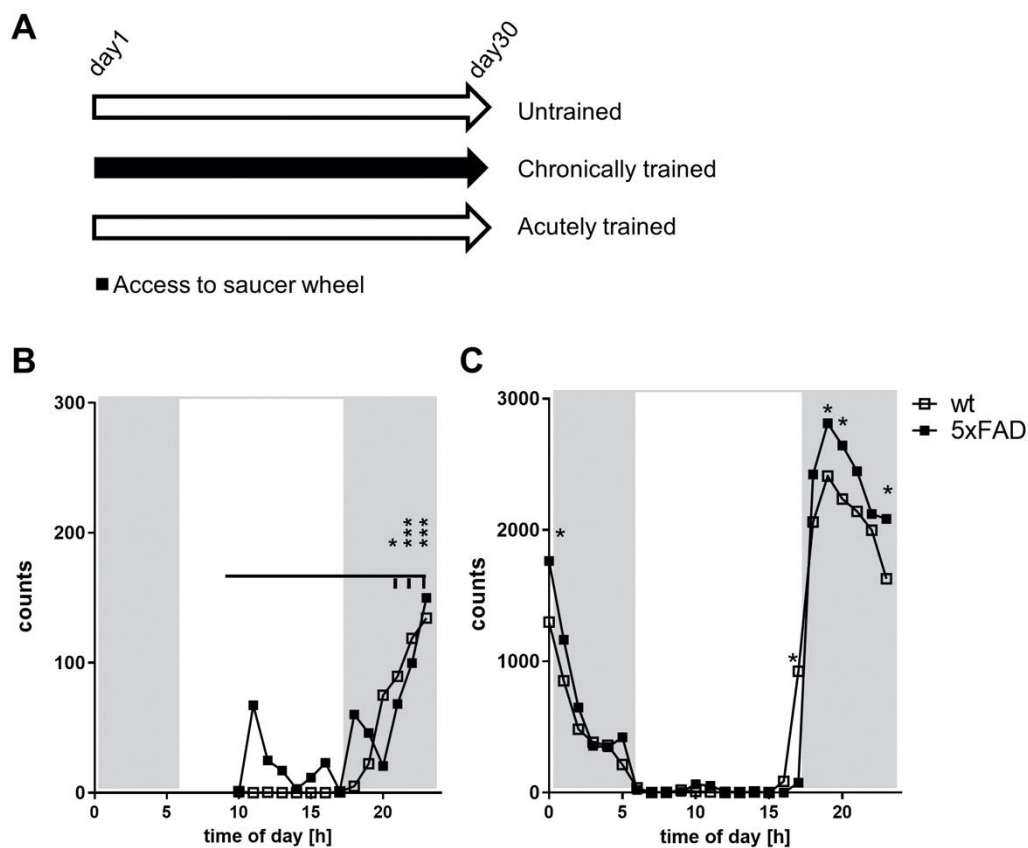 A
day1
day30
Untrained
Chronically trained
Acutely trained
Access to saucer wheel
B
300
200
100
0
counts
*
***
***
0
5
10
15
20
time of day [h]
C
3000
2000
1000
0
counts
*
*
*
*
*
0
5
10
15
20
time of day [h]
wt
5xFAD